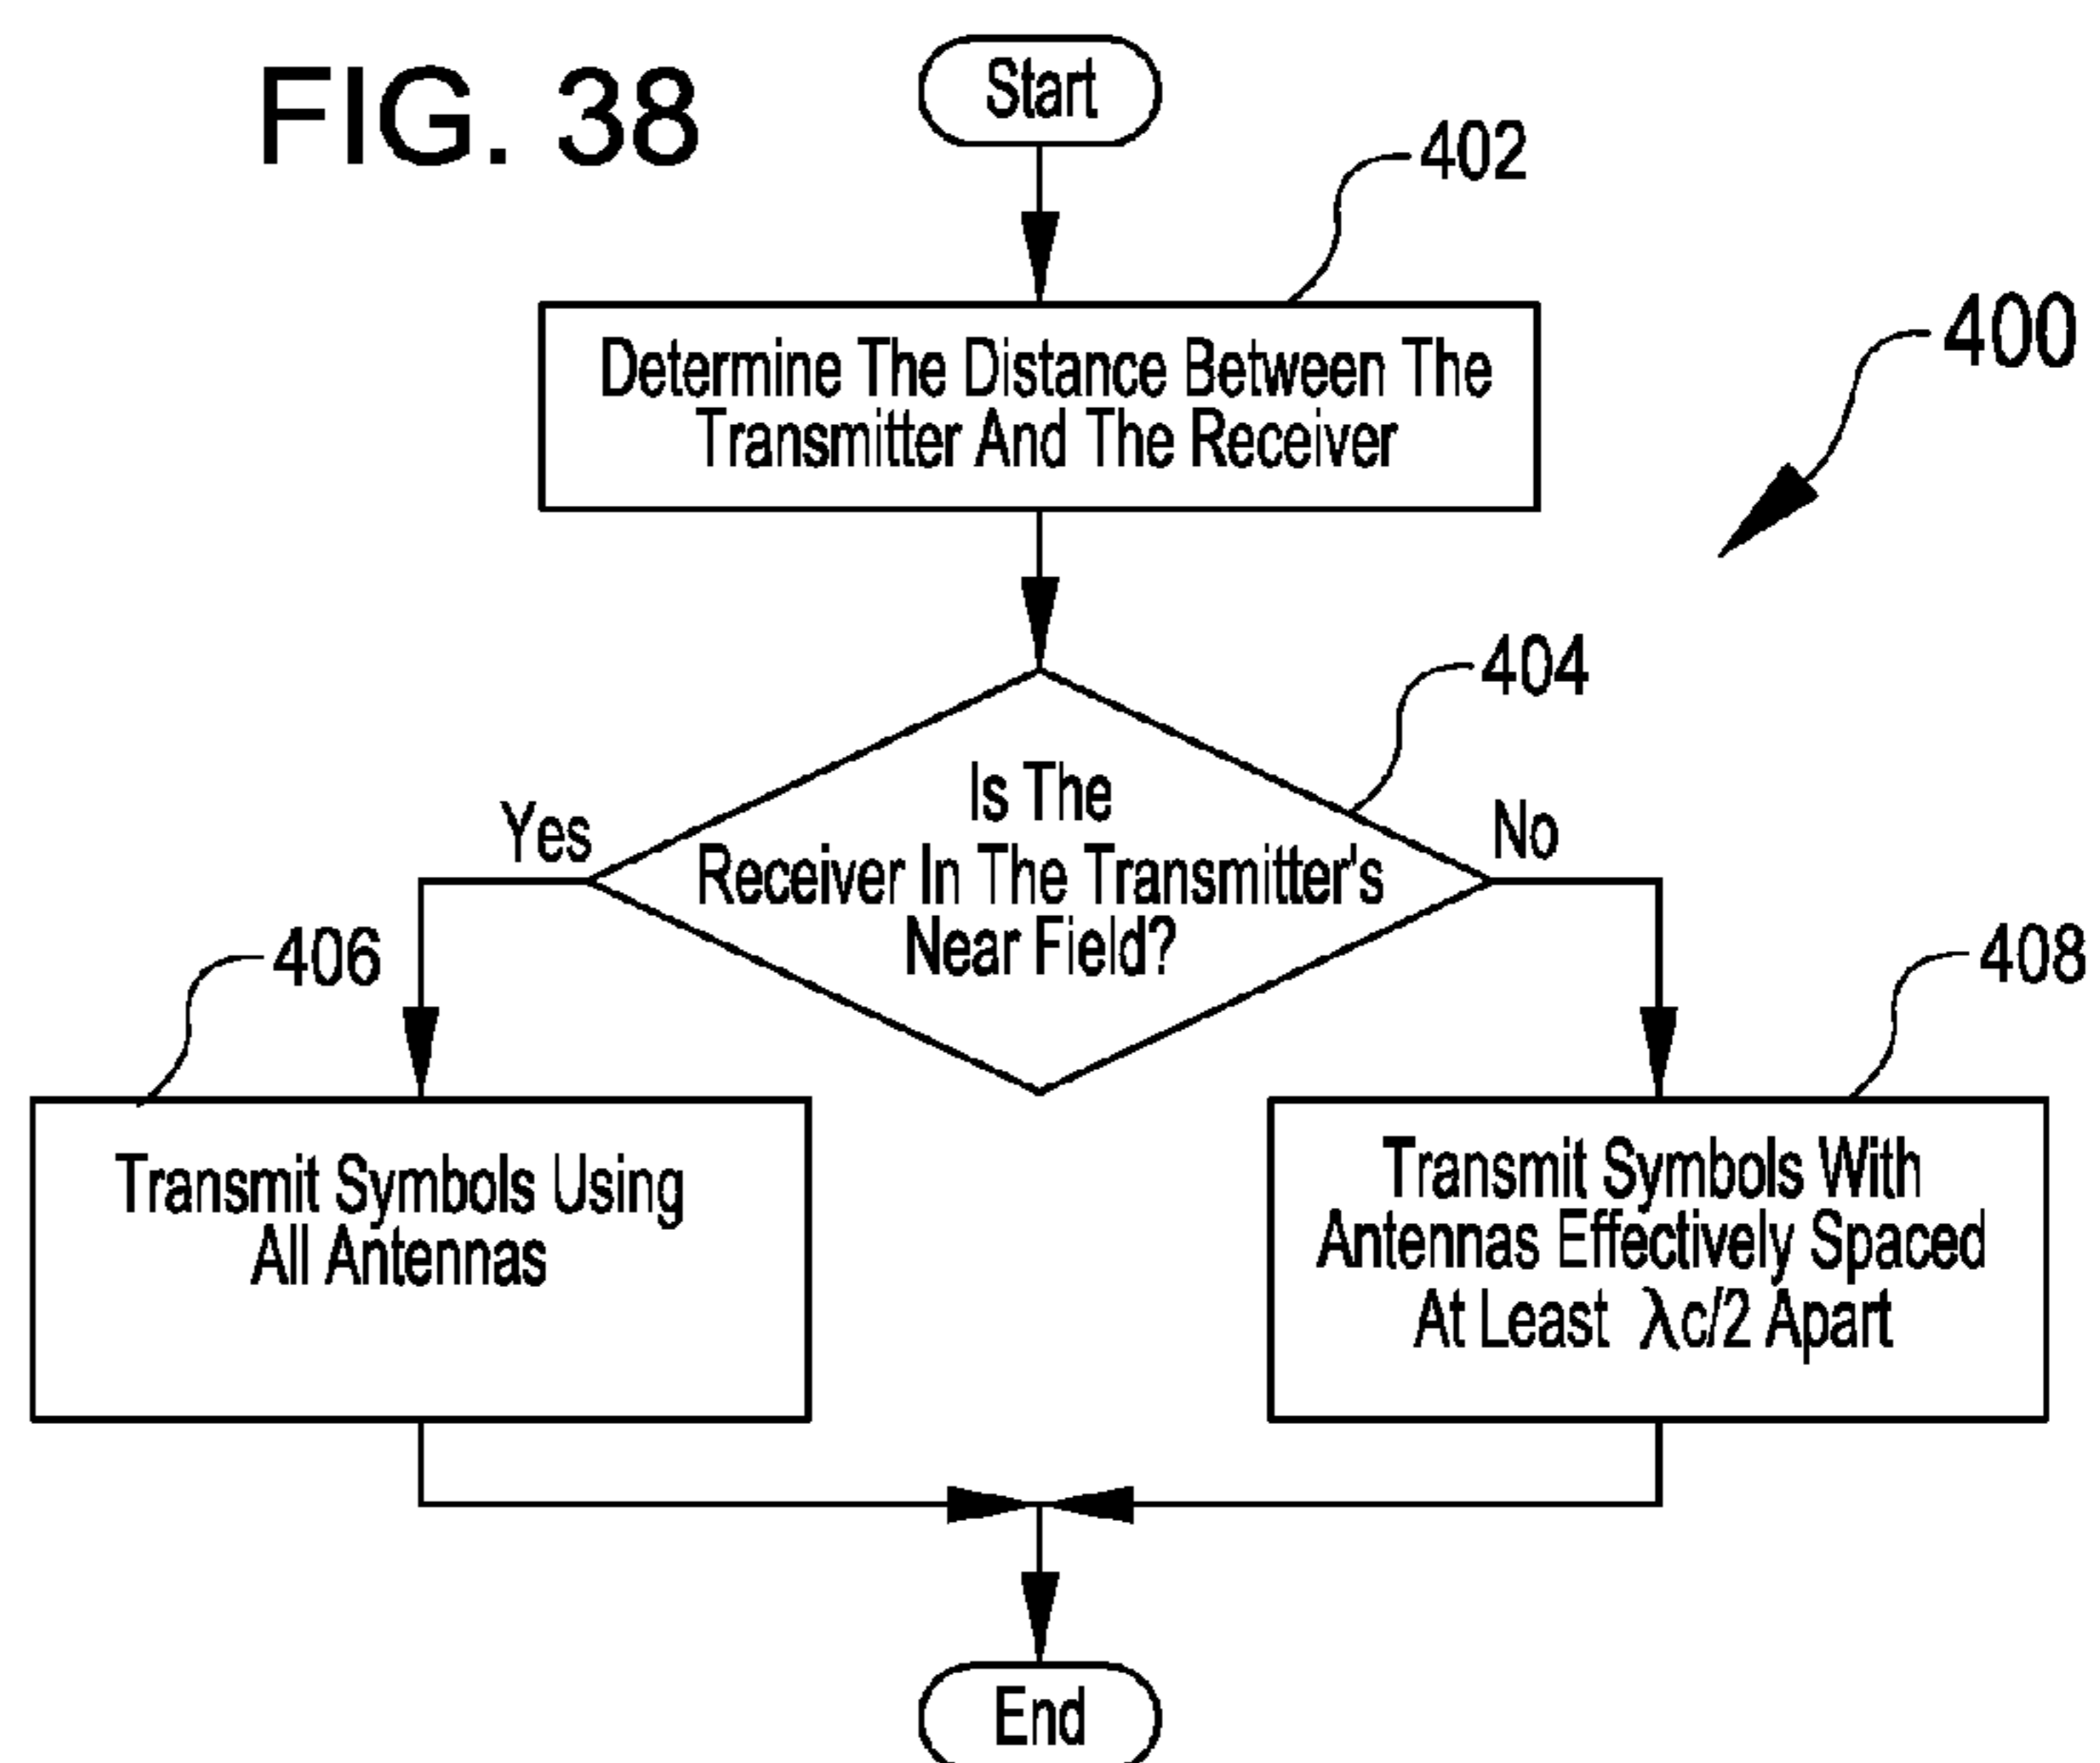 FIG. 38
Start
402
Determine The Distance Between The
Transmitter And The Receiver
400
404
Is The
Receiver In The Transmitter's
Near Field?
Yes
No
406
408
Transmit Symbols Using
All Antennas
Transmit Symbols With
Antennas Effectively Spaced
At Least λc/2 Apart
End